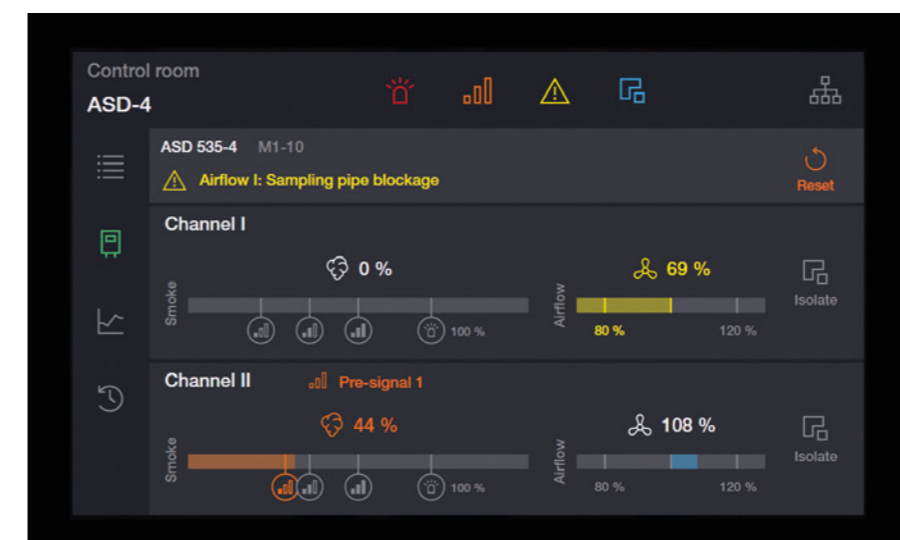 Control room
ASD-4
ASD 535-4 M1-10
Airflow I: Sampling pipe blockage
Reset
Channel I
Smoke
0 %
100 %
Airflow
69 %
80 %
120 %
Isolate
Channel II
Pre-signal 1
Smoke
44 %
100 %
Airflow
108 %
80 %
120 %
Isolate